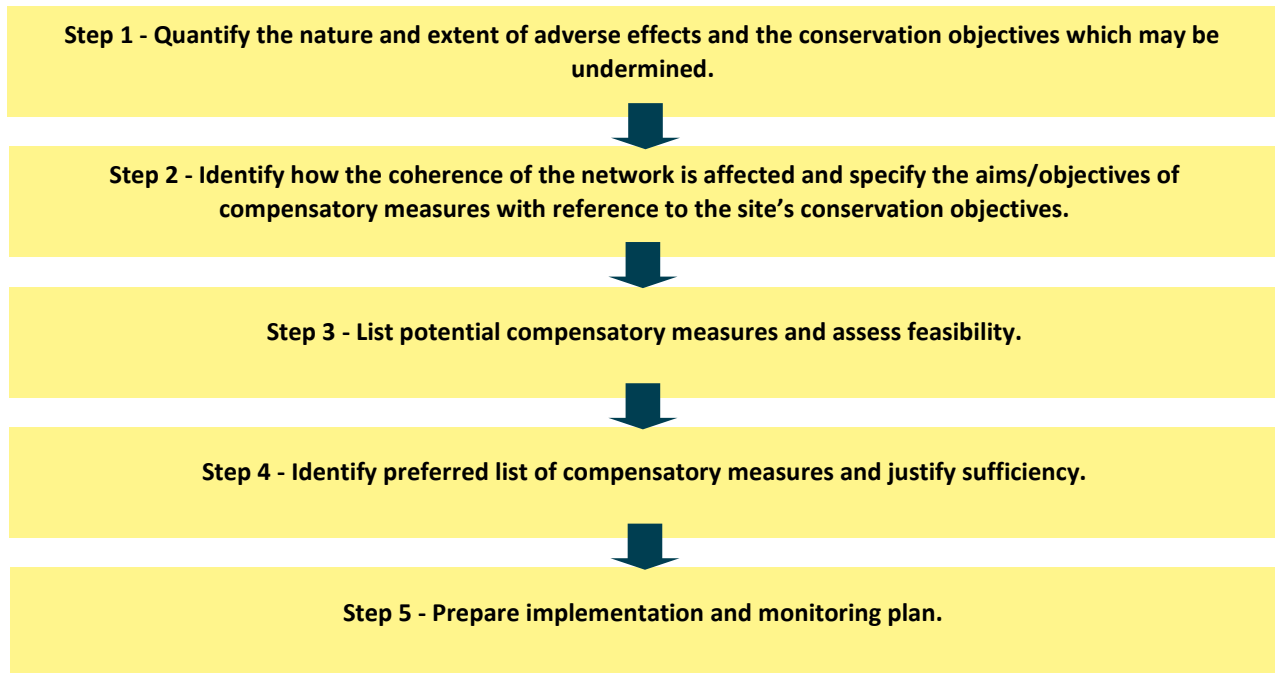 Step 1 - Quantify the nature and extent of adverse effects and the conservation objectives which may be
undermined.
Step 2 - Identify how the coherence of the network is affected and specify the aims/objectives of
compensatory measures with reference to the site’s conservation objectives.
Step 3 - List potential compensatory measures and assess feasibility.
Step 4 - Identify preferred list of compensatory measures and justify sufficiency.
Step 5 - Prepare implementation and monitoring plan.